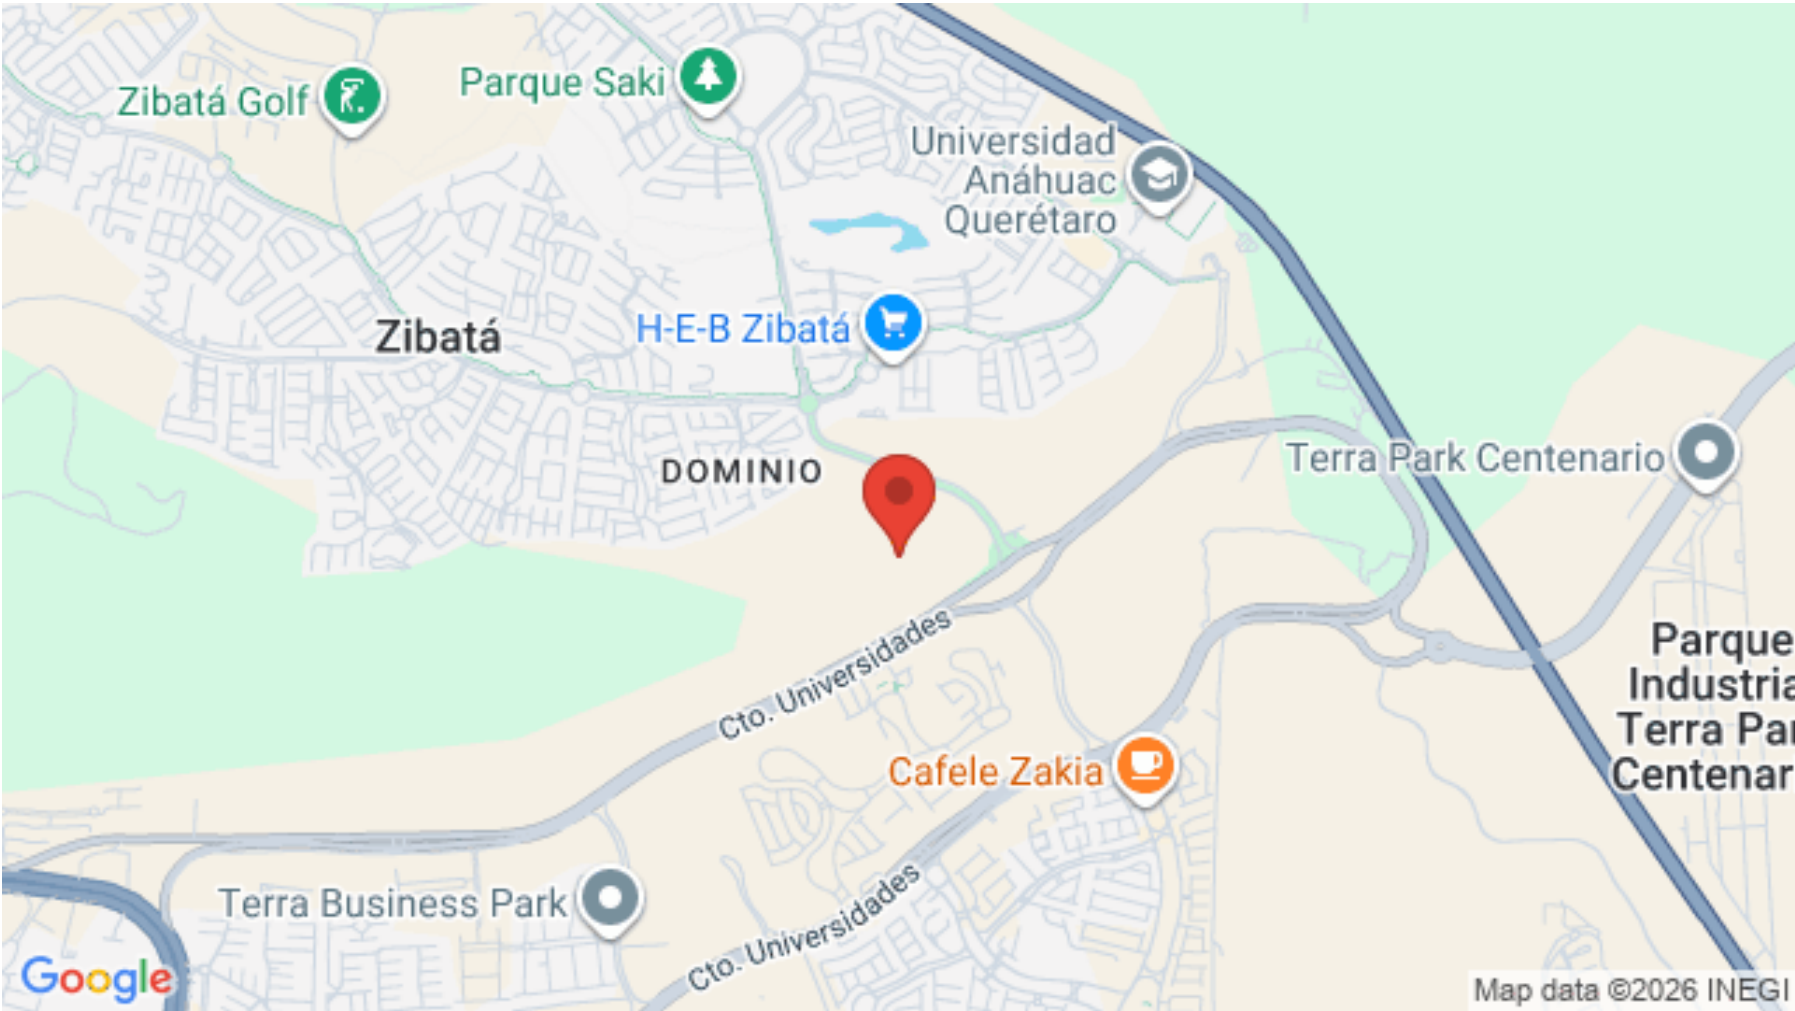 Zibatá Golf
Parque Saki
Universidad
Anáhuac
Querétaro
H-E-B Zibatá
Zibatá
DOMINIO
Terra Park Centenario
Cto. Universidades
Parque
Industria
Terra Par
Centenar
Cafele Zakia
Terra Business Park
Cto. Universidades
Google
Map data ©2026 INEGI